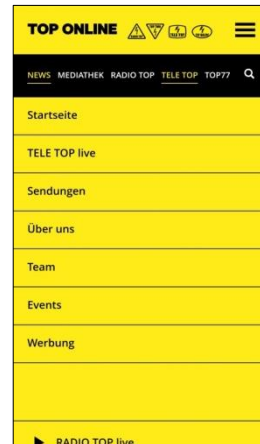 TOP ONLINE
NEWS MEDIATHEK RADIO TOP TELE TOP TOP77
Startseite
TELE TOP live
Sendungen
Über uns
Team
Events
Werbung
RADIO TOP live